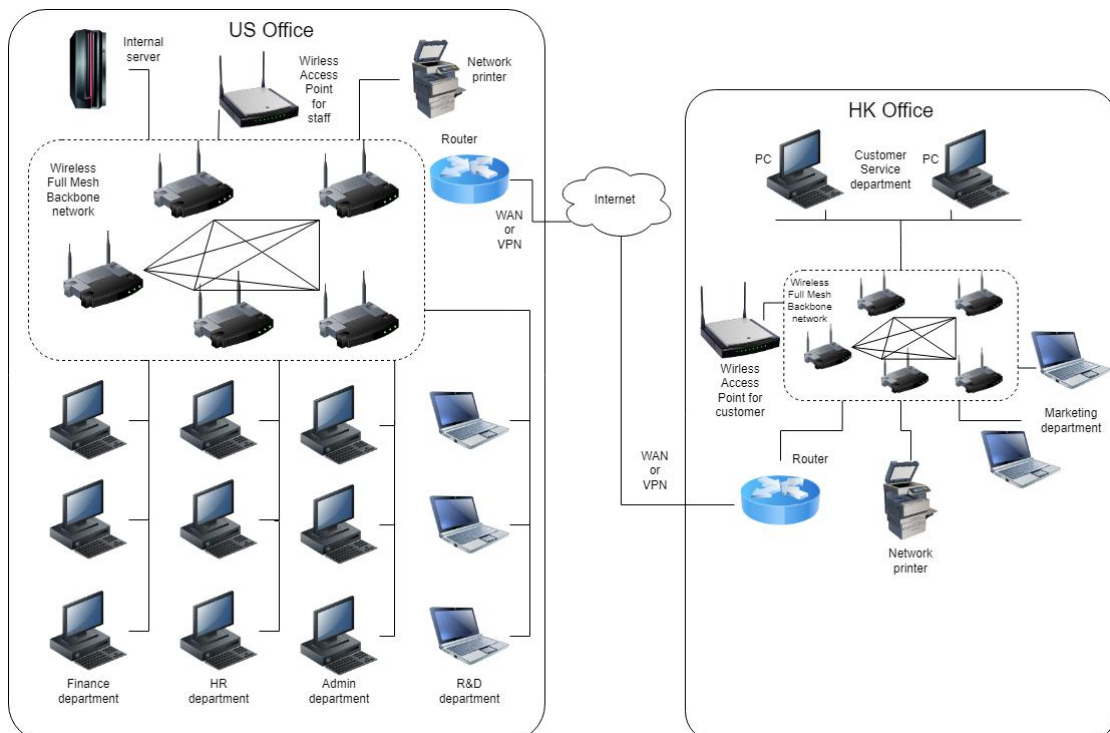 US Office
Internal
server
Wirless
Access
Point
for
staff
Network
printer
Wireless
Full Mesh
Backbone
network
Router
WAN
or
VPN
Internet
Finance
department
HR
department
Admin
department
R&D
department
HK Office
PC
Customer
Service
department
PC
Wireless
Full Mesh
Backbone
network
Wirless
Access
Point for
customer
Marketing
department
WAN
or
VPN
Router
Network
printer